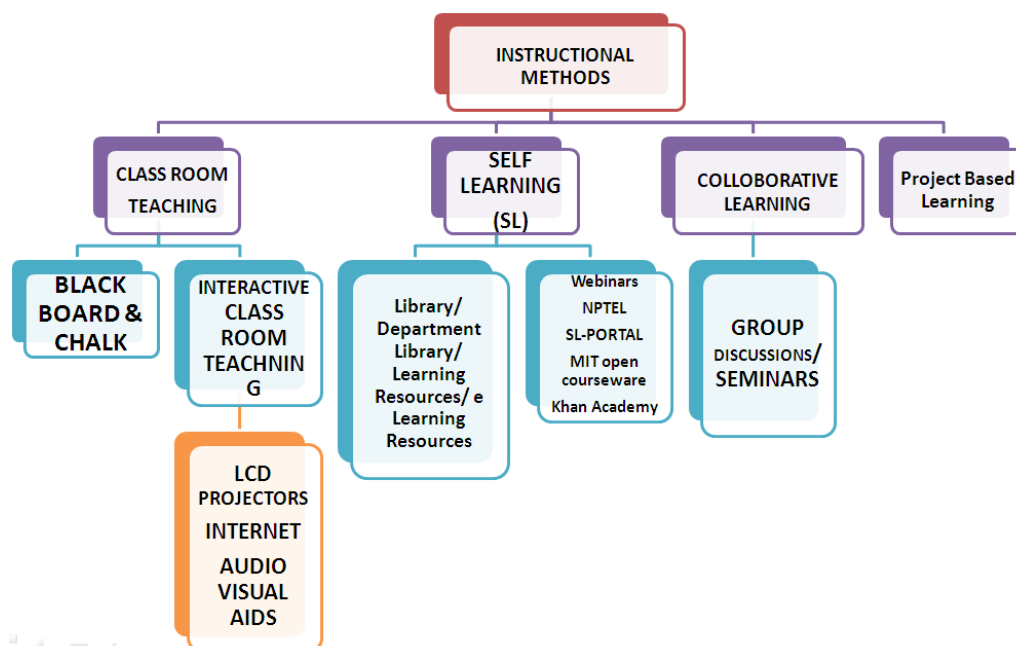 INSTRUCTIONAL
METHODS
CLASS ROOM
TEACHING
SELF
LEARNING
(SL)
COLLOBORATIVE
LEARNING
Project Based
Learning
BLACK
BOARD &
CHALK
INTERACTIVE
CLASS
ROOM
TEACHNIN
G
Library/
Department
Library/
Learning
Resources/ e
Learning
Resources
Webinars
NPTEL
SL-PORTAL
MIT open
courseware
Khan Academy
GROUP
DISCUSSIONS/
SEMINARS
LCD
PROJECTORS
INTERNET
AUDIO
VISUAL
AIDS